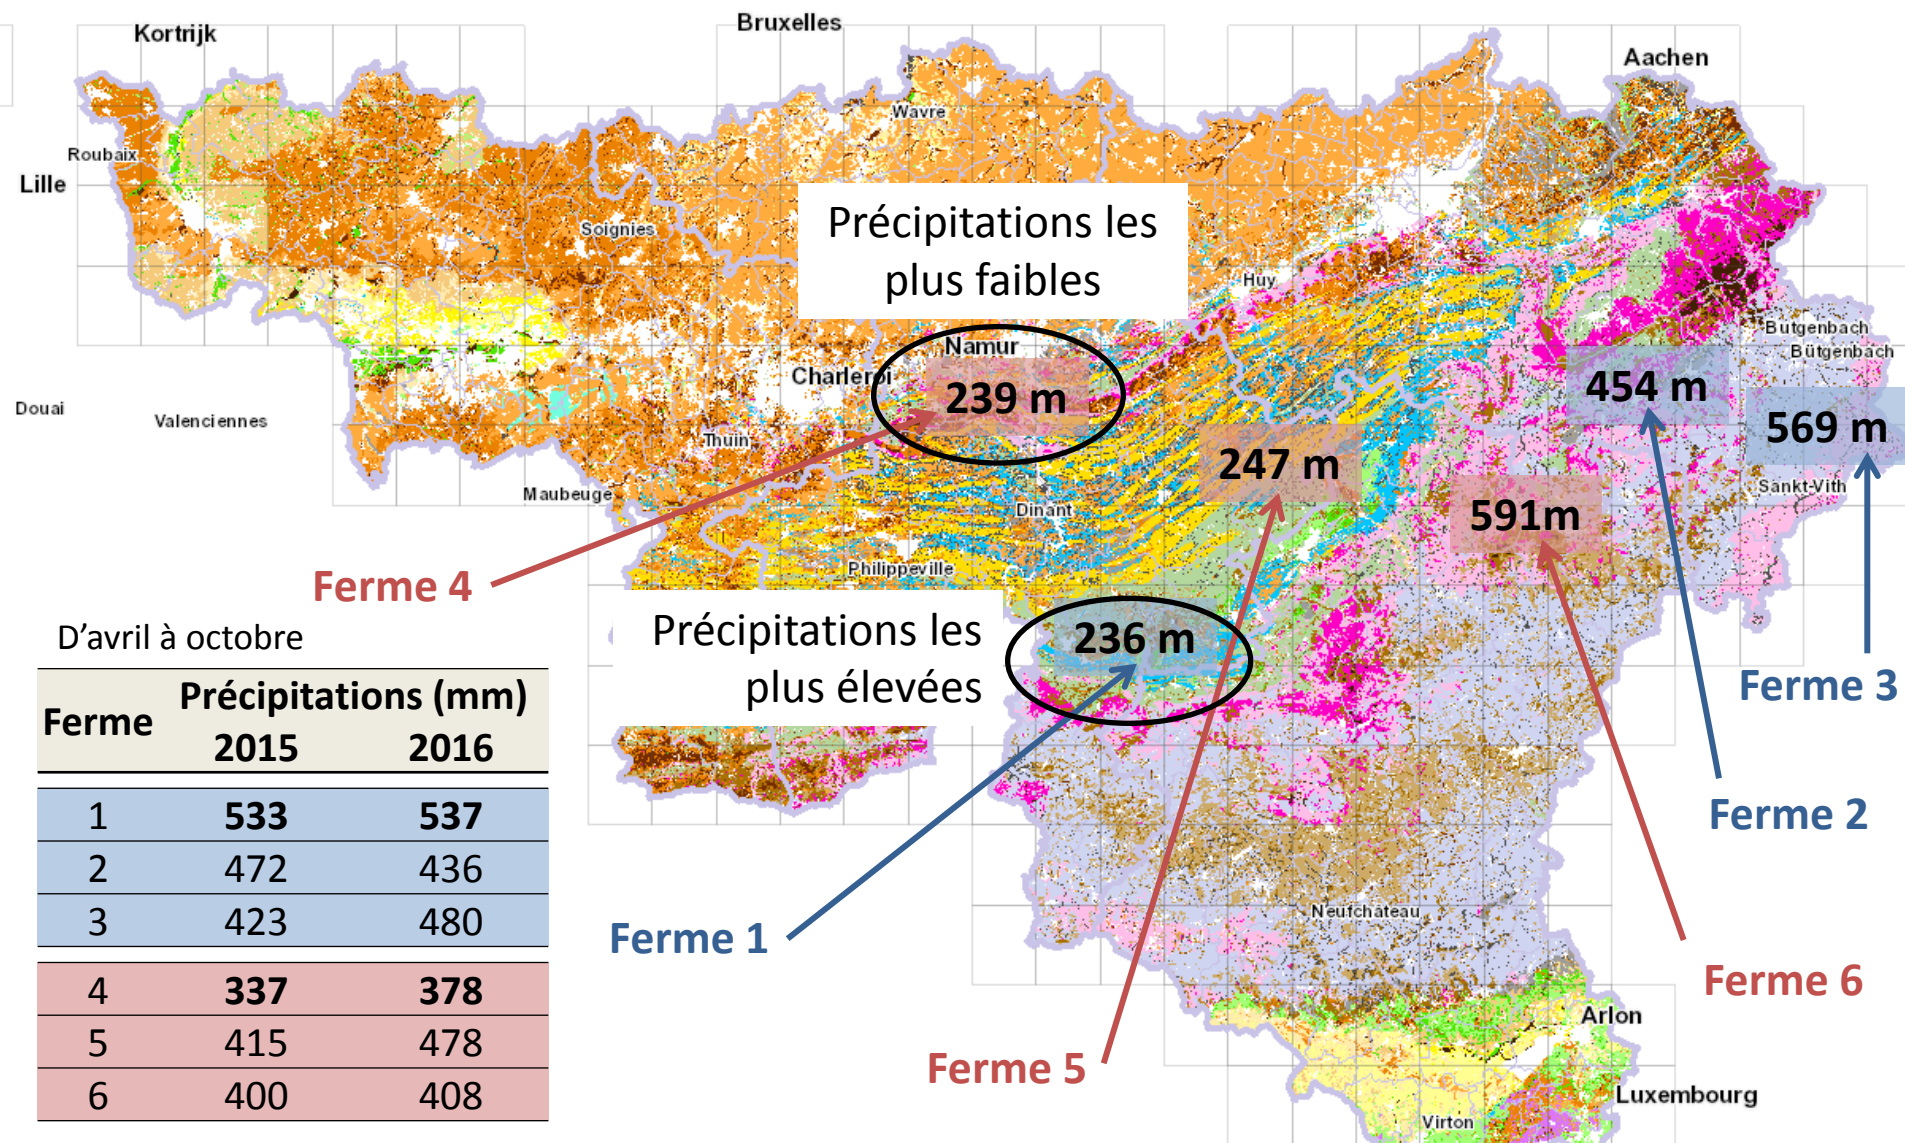 Kortrijk
Bruxelles
Aachen
Wavre
Roubaix
Lille
Soignies
Précipitations les
plus faibles
Huy
Butgenbach
Bütgenbach
Namur
Charleroi
239 m
454 m
569 m
Douai
Valenciennes
Thuin
247 m
Maubeuge
Dinant
591m
Sankt-Vith
Philippeville
Ferme 4
Précipitations les
plus élevées
236 m
D'avril à octobre
Ferme Précipitations (mm)
2015 2016
1 533 537
2 472 436
3 423 480
4 337 378
5 415 478
6 400 408
Ferme 3
Ferme 2
Neufchâteau
Ferme 1
Ferme 6
Arlon
Ferme 5
Luxembourg
Virton